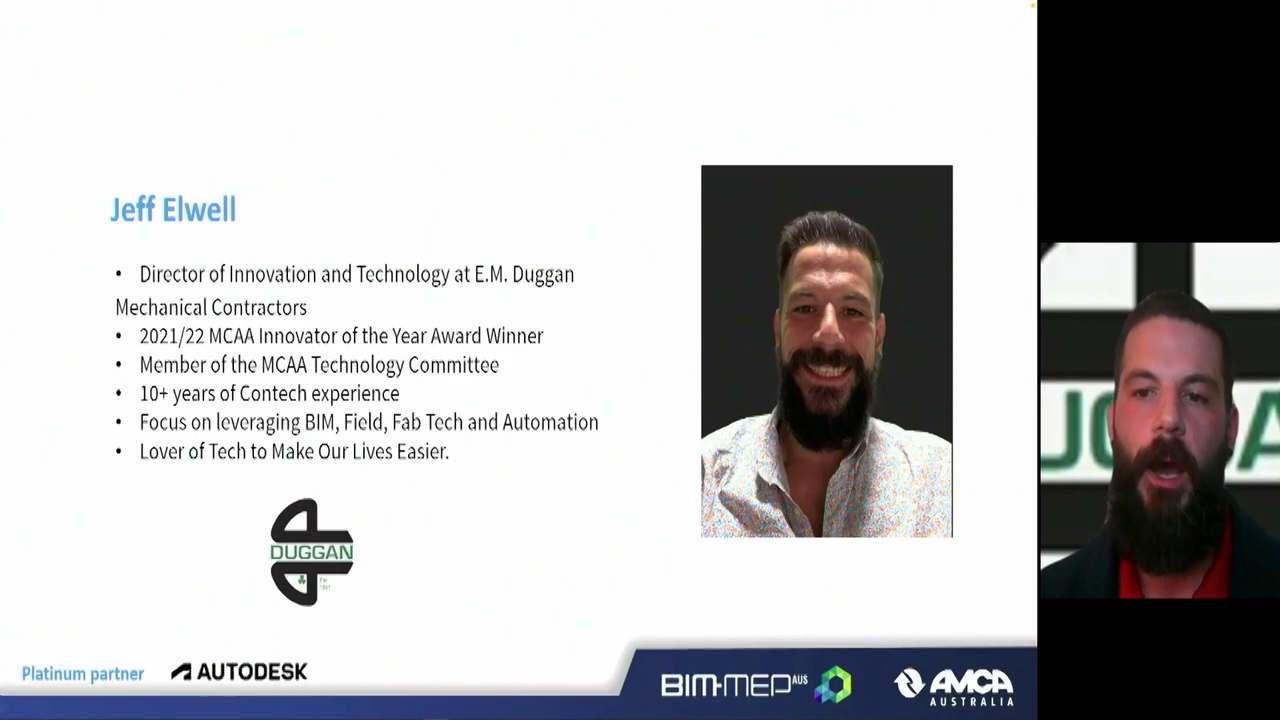 Jeff Elwell
• Director of Innovation and Technology at E.M. Duggan
Mechanical Contractors
• 2021/22 MCAA Innovator of the Year Award Winner
• Member of the MCAA Technology Committee
• 10+ years of Contech experience
• Focus on leveraging BIM, Field, Fab Tech and Automation
• Lover of Tech to Make Our Lives Easier.
DUGGAN
Platinum partner
AUTODESK
BIM-MEP AUS
AMCA
AUSTRALIA